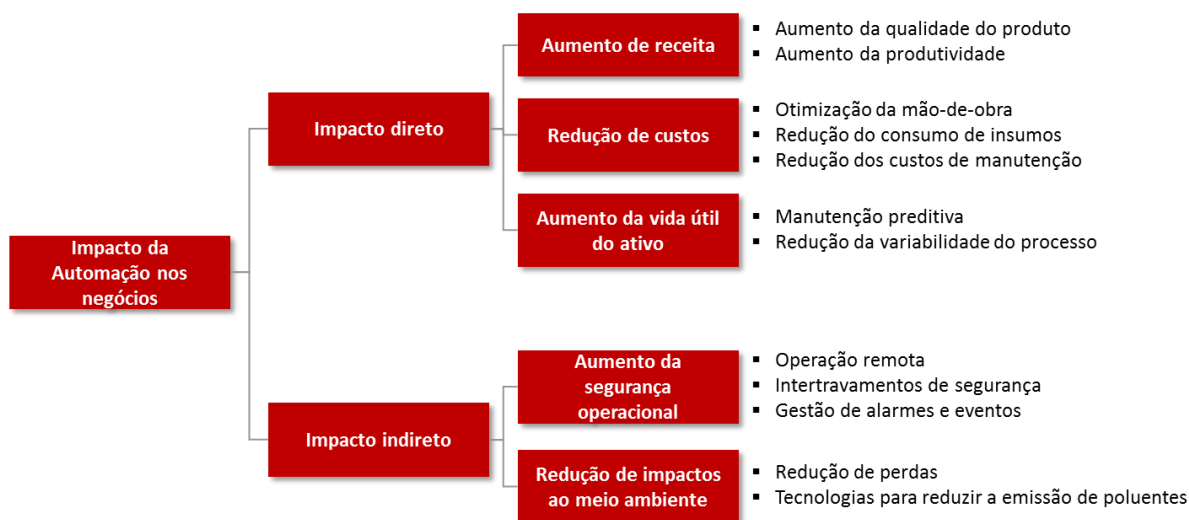 Impacto da
Automação nos
negócios
Impacto direto
Aumento de receita
▪ Aumento da qualidade do produto
▪ Aumento da produtividade
Redução de custos
▪ Otimização da mão-de-obra
▪ Redução do consumo de insumos
▪ Redução dos custos de manutenção
Aumento da vida útil
do ativo
▪ Manutenção preditiva
▪ Redução da variabilidade do processo
Impacto indireto
Aumento da
segurança
operacional
▪ Operação remota
▪ Intertravamentos de segurança
▪ Gestão de alarmes e eventos
Redução de impactos
ao meio ambiente
▪ Redução de perdas
▪ Tecnologias para reduzir a emissão de poluentes